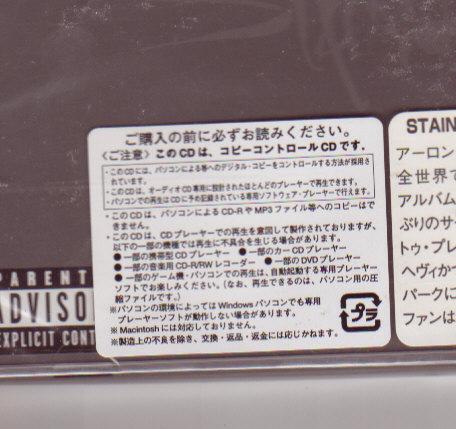 ご購入の前に必ずお読みください。
〈ご注意〉このCDは、コピーコントロールCDです。
・このCDには、パソコンによる等へのデジタル・コピーをコントロールする方法が採用さ
れています。
・このCDは、オーディオCD専用に設計されたほとんどのプレーヤーで再生できます。
・パソコンでの再生はCDに予め記載されている専用ソフトウェア・プレーヤーで行えます。
・このCDは、パソコンによるCD-RやMP3ファイル等へのコピーはで
きません。
・このCDは、CDプレーヤーでの再生を意図して製作されておりますが、
以下の一部の機種では再生に不具合を生じる場合があります。
●一部の携帯型CDプレーヤー ●一部のカーCDプレーヤー
●一部の音楽用CD-R/RWレコーダー ●一部のDVDプレーヤー
●一部のゲーム機・パソコンでの再生は、自動起動する専用プレーヤー
ソフトでお楽しみください。(なお、再生できるのは、パソコン用の圧
縮ファイルです。)
※パソコンの環境によってはWindowsパソコンでも専用
プレーヤーソフトが動作しない場合があります。
※Macintoshには対応しておりません。
※製造上の不良を除き、交換・返品・返金には応じかねます。
プラ
PARENT
ADVISO
EXPLICIT CONT
STAIN
アーロン
全世界で
アルバム
ぶりのサ
トゥ・プレ
ヘヴィかつ
パークに
ファンは